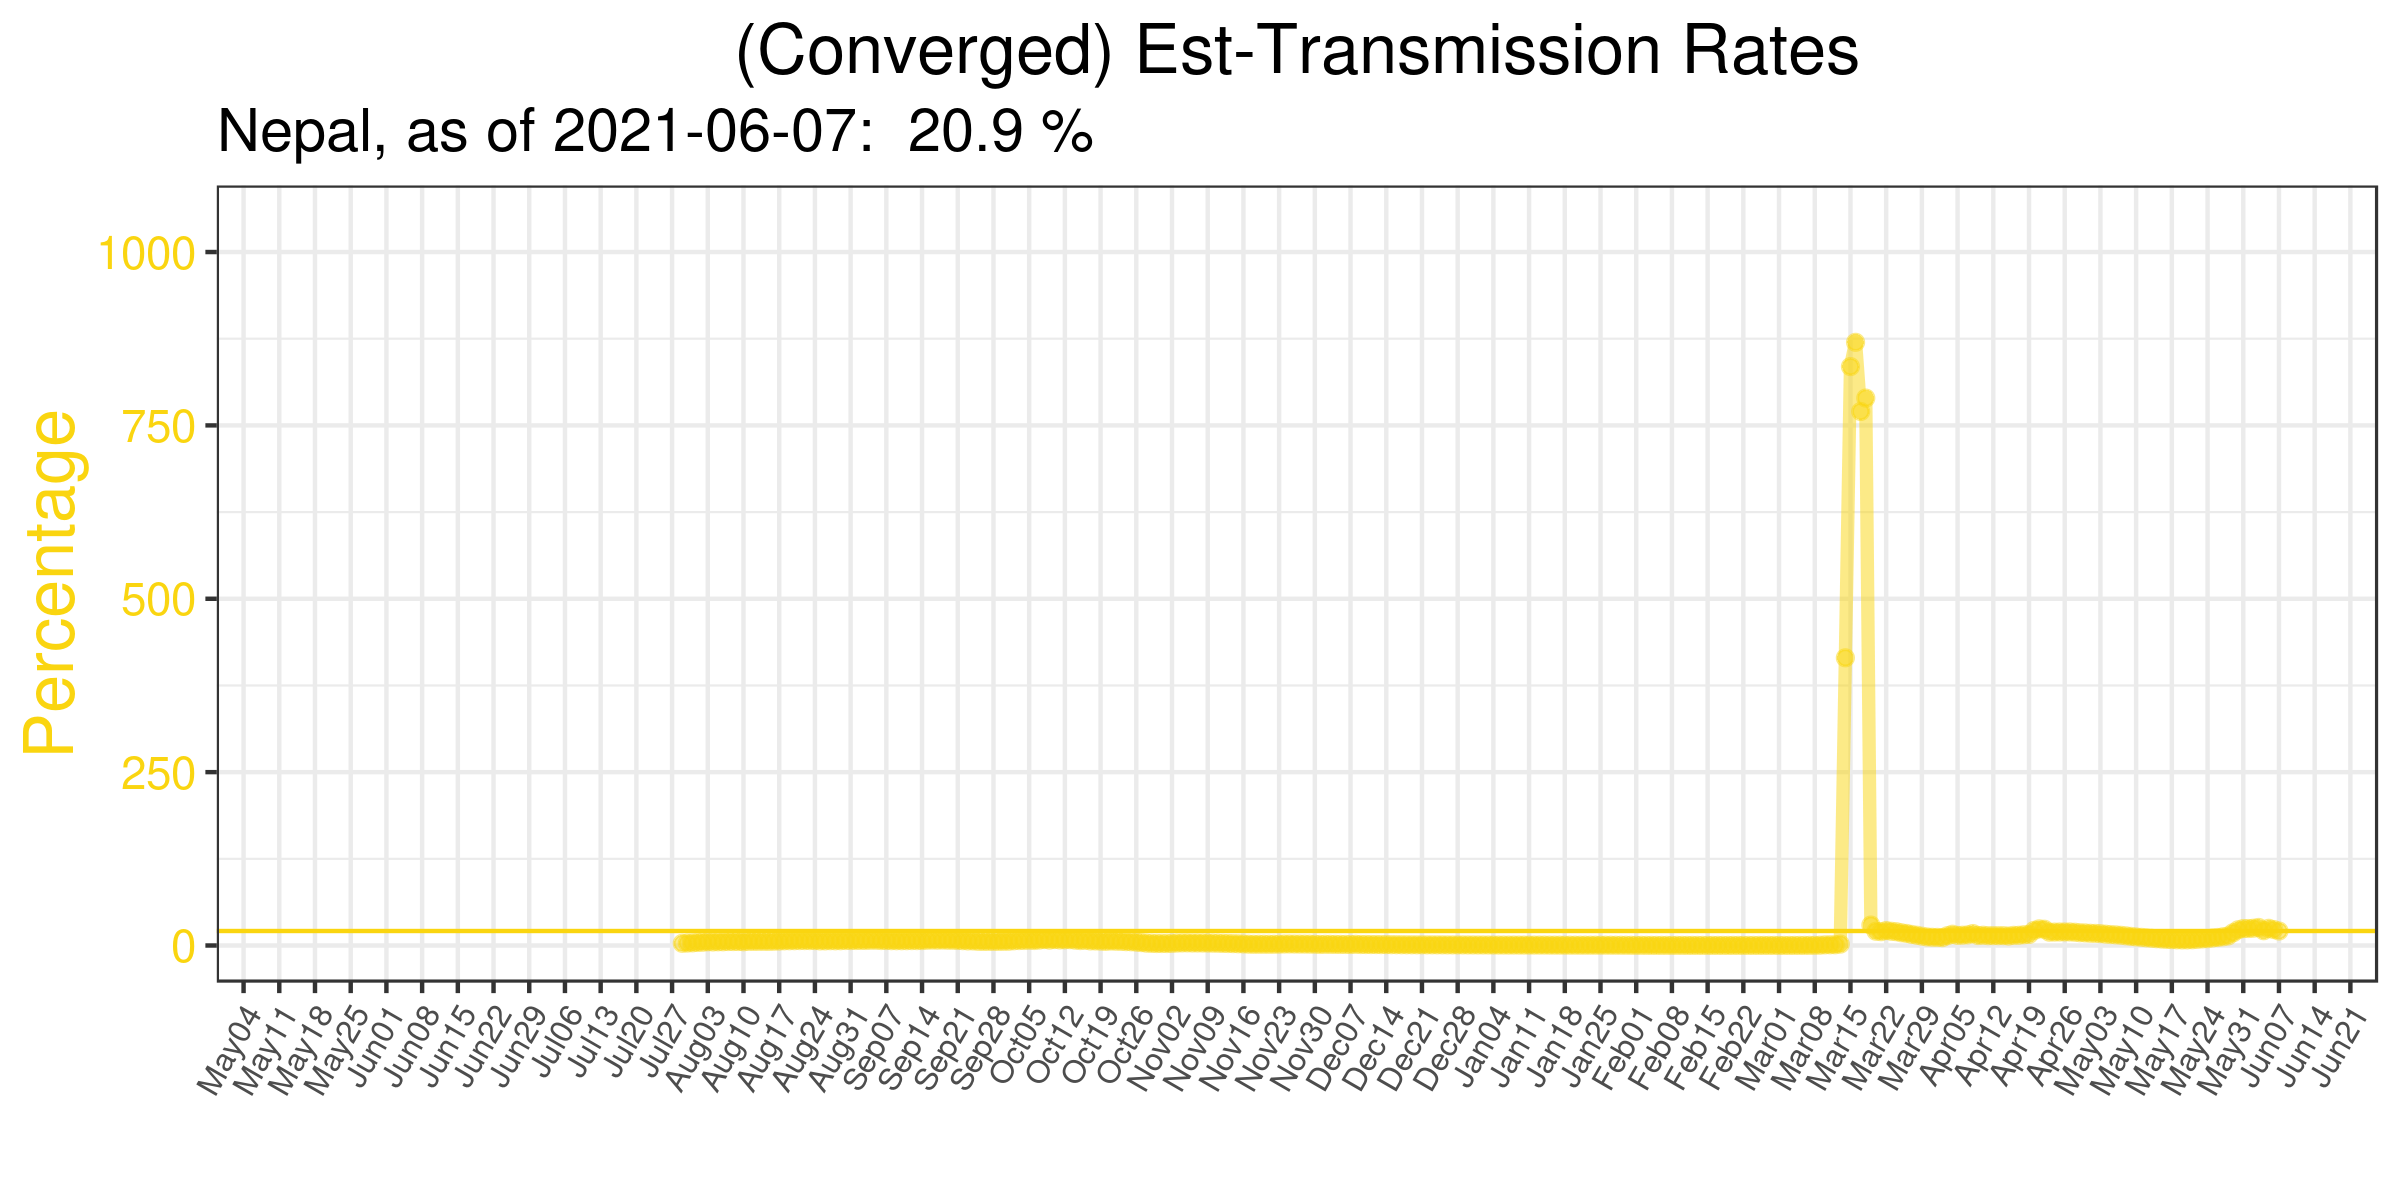 (Converged) Est-Transmission Rates
Nepal, as of 2021-06-07:  20.9 %
Percentage
1000
750
500
250
0
May04
May11
May18
May25
Jun01
Jun08
Jun15
Jun22
Jun29
Jul06
Jul13
Jul20
Jul27
Aug03
Aug10
Aug17
Aug24
Aug31
Sep07
Sep14
Sep21
Sep28
Oct05
Oct12
Oct19
Oct26
Nov02
Nov09
Nov16
Nov23
Nov30
Dec07
Dec14
Dec21
Dec28
Jan04
Jan11
Jan18
Jan25
Feb01
Feb08
Feb15
Feb22
Mar01
Mar08
Mar15
Mar22
Mar29
Apr05
Apr12
Apr19
Apr26
May03
May10
May17
May24
May31
Jun07
Jun14
Jun21